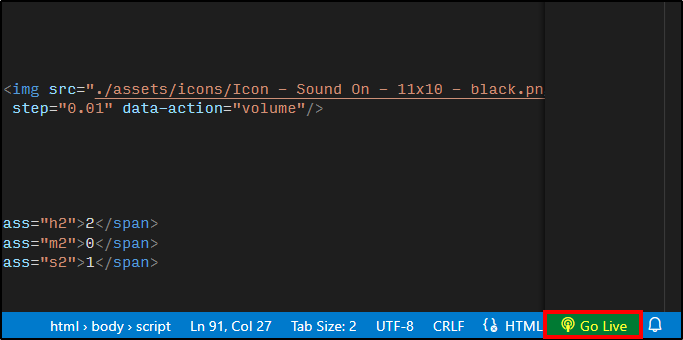 <img src="./assets/icons/Icon - Sound On - 11x10 - black.pn
step="0.01" data-action="volume"/>
ass="h2">2</span>
ass="m2">0</span>
ass="s2">1</span>
html › body › script Ln 91, Col 27 Tab Size: 2 UTF-8 CRLF HTML Go Live